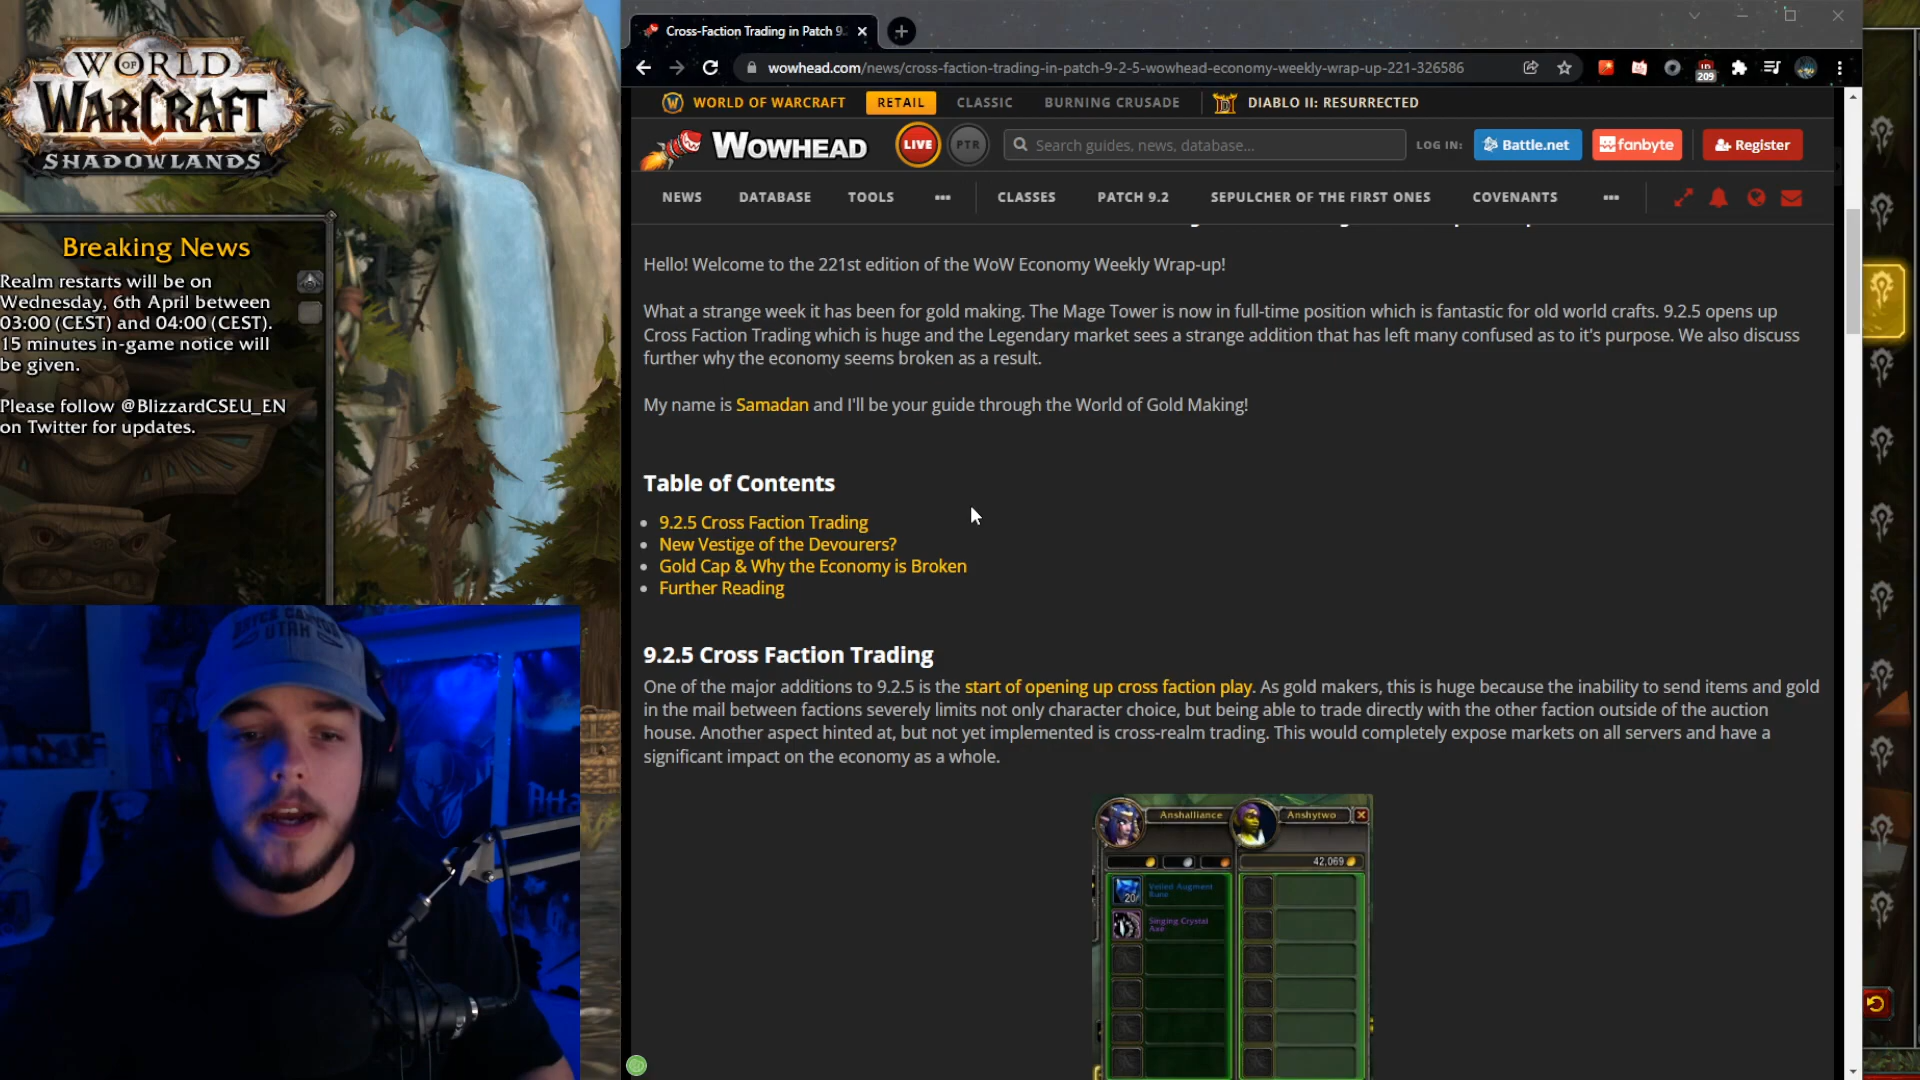 WORLD
OF
WARCRAFT
SHADOWLANDS
Breaking News
Realm restarts will be on
Wednesday, 6th April between
03:00 (CEST) and 04:00 (CEST).
15 minutes in-game notice will
be given.
Please follow @BlizzardCSEU_EN
on Twitter for updates.
UTAH
Cross-Faction Trading in Patch 9.
wowhead.com/news/cross-faction-trading-in-patch-9-2-5-wowhead-economy-weekly-wrap-up-221-326586
209
WORLD OF WARCRAFT RETAIL CLASSIC BURNING CRUSADE DIABLO II: RESURRECTED
WOWHEAD LIVE PTR Search guides, news, database... LOG IN: Battle.net fanbyte Register
NEWS DATABASE TOOLS ••• CLASSES PATCH 9.2 SEPULCHER OF THE FIRST ONES COVENANTS •••
Hello! Welcome to the 221st edition of the WoW Economy Weekly Wrap-up!
What a strange week it has been for gold making. The Mage Tower is now in full-time position which is fantastic for old world crafts. 9.2.5 opens up
Cross Faction Trading which is huge and the Legendary market sees a strange addition that has left many confused as to it's purpose. We also discuss
further why the economy seems broken as a result.
My name is Samadan and I'll be your guide through the World of Gold Making!
Table of Contents
• 9.2.5 Cross Faction Trading
• New Vestige of the Devourers?
• Gold Cap & Why the Economy is Broken
• Further Reading
9.2.5 Cross Faction Trading
One of the major additions to 9.2.5 is the start of opening up cross faction play. As gold makers, this is huge because the inability to send items and gold
in the mail between factions severely limits not only character choice, but being able to trade directly with the other faction outside of the auction
house. Another aspect hinted at, but not yet implemented is cross-realm trading. This would completely expose markets on all servers and have a
significant impact on the economy as a whole.
Anshalliance Anshytwo
42,069
20
Veiled Augment
Rune
Singing Crystal
Axe